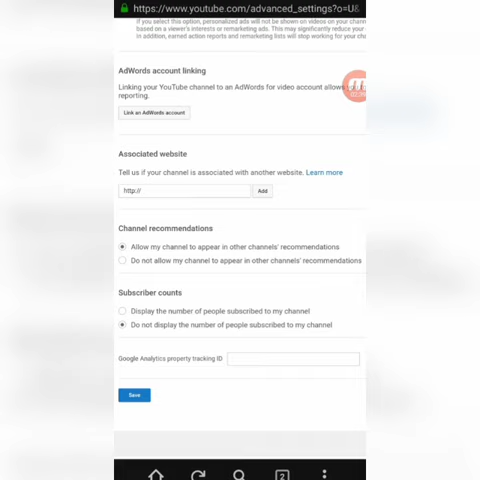 https://www.youtube.com/advanced_settings?o=U&
If you select this option, personalized ads will not be shown on videos on your chan
based on a viewer's interests or remarketing ads. This may significantly reduce your
in addition, earned action reports and remarketing lists will stop working for your cha
AdWords account linking
Linking your YouTube channel to an AdWords for video account allows
reporting.
Link an AdWords account
Associated website
Tell us if your channel is associated with another website. Learn more
http://
Add
Channel recommendations
Allow my channel to appear in other channels' recommendations
Do not allow my channel to appear in other channels' recommendations
Subscriber counts
Display the number of people subscribed to my channel
Do not display the number of people subscribed to my channel
Google Analytics property tracking ID
Save
2